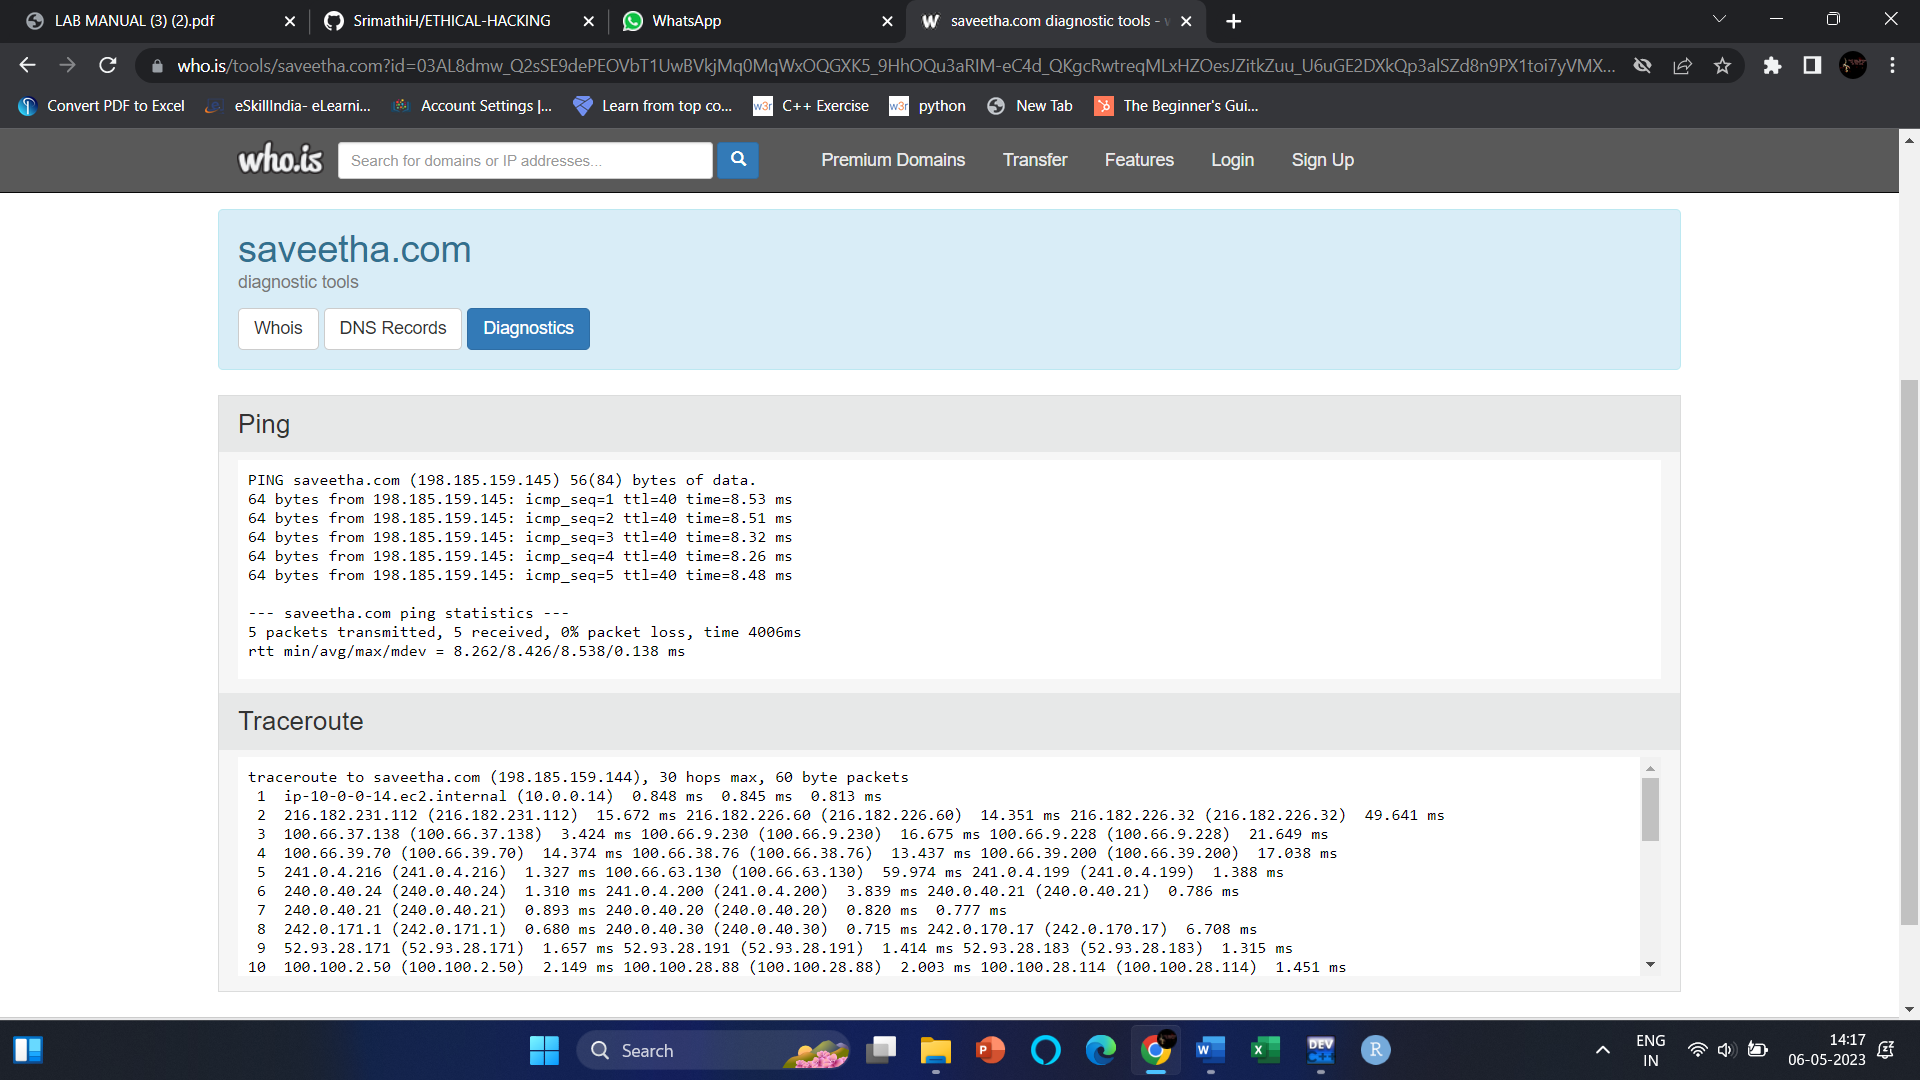 LAB MANUAL (3) (2).pdf
SrimathiH/ETHICAL-HACKING
WhatsApp
W saveetha.com diagnostic tools -
who.is/tools/saveetha.com?id=03AL8dmw_Q2sSE9dePEOVbT1UwBVkjMq0MqWxOQGXK5_9HhOQu3aRIM-eC4d_QKgcRwtreqMLxHZOesJZitkZuu_U6uGE2DXkQp3alSZd8n9PX1toi7yVMX...
Convert PDF to Excel
eSkillIndia- eLearni...
Account Settings |...
Learn from top co...
w3r C++ Exercise
w3r python
New Tab
The Beginner's Gui...
who.is
Search for domains or IP addresses...
Premium Domains
Transfer
Features
Login
Sign Up
saveetha.com
diagnostic tools
Whois
DNS Records
Diagnostics
Ping
PING saveetha.com (198.185.159.145) 56(84) bytes of data.
64 bytes from 198.185.159.145: icmp_seq=1 ttl=40 time=8.53 ms
64 bytes from 198.185.159.145: icmp_seq=2 ttl=40 time=8.51 ms
64 bytes from 198.185.159.145: icmp_seq=3 ttl=40 time=8.32 ms
64 bytes from 198.185.159.145: icmp_seq=4 ttl=40 time=8.26 ms
64 bytes from 198.185.159.145: icmp_seq=5 ttl=40 time=8.48 ms
--- saveetha.com ping statistics ---
5 packets transmitted, 5 received, 0% packet loss, time 4006ms
rtt min/avg/max/mdev = 8.262/8.426/8.538/0.138 ms
Traceroute
traceroute to saveetha.com (198.185.159.144), 30 hops max, 60 byte packets
1 ip-10-0-0-14.ec2.internal (10.0.0.14) 0.848 ms 0.845 ms 0.813 ms
2 216.182.231.112 (216.182.231.112) 15.672 ms 216.182.226.60 (216.182.226.60) 14.351 ms 216.182.226.32 (216.182.226.32) 49.641 ms
3 100.66.37.138 (100.66.37.138) 3.424 ms 100.66.9.230 (100.66.9.230) 16.675 ms 100.66.9.228 (100.66.9.228) 21.649 ms
4 100.66.39.70 (100.66.39.70) 14.374 ms 100.66.38.76 (100.66.38.76) 13.437 ms 100.66.39.200 (100.66.39.200) 17.038 ms
5 241.0.4.216 (241.0.4.216) 1.327 ms 100.66.63.130 (100.66.63.130) 59.974 ms 241.0.4.199 (241.0.4.199) 1.388 ms
6 240.0.40.24 (240.0.40.24) 1.310 ms 241.0.4.200 (241.0.4.200) 3.839 ms 240.0.40.21 (240.0.40.21) 0.786 ms
7 240.0.40.21 (240.0.40.21) 0.893 ms 240.0.40.20 (240.0.40.20) 0.820 ms 0.777 ms
8 242.0.171.1 (242.0.171.1) 0.680 ms 240.0.40.30 (240.0.40.30) 0.715 ms 242.0.170.17 (242.0.170.17) 6.708 ms
9 52.93.28.171 (52.93.28.171) 1.657 ms 52.93.28.191 (52.93.28.191) 1.414 ms 52.93.28.183 (52.93.28.183) 1.315 ms
10 100.100.2.50 (100.100.2.50) 2.149 ms 100.100.28.88 (100.100.28.88) 2.003 ms 100.100.28.114 (100.100.28.114) 1.451 ms
Search
P
W
X
DEV
C++
R
ENG
IN
14:17
06-05-2023